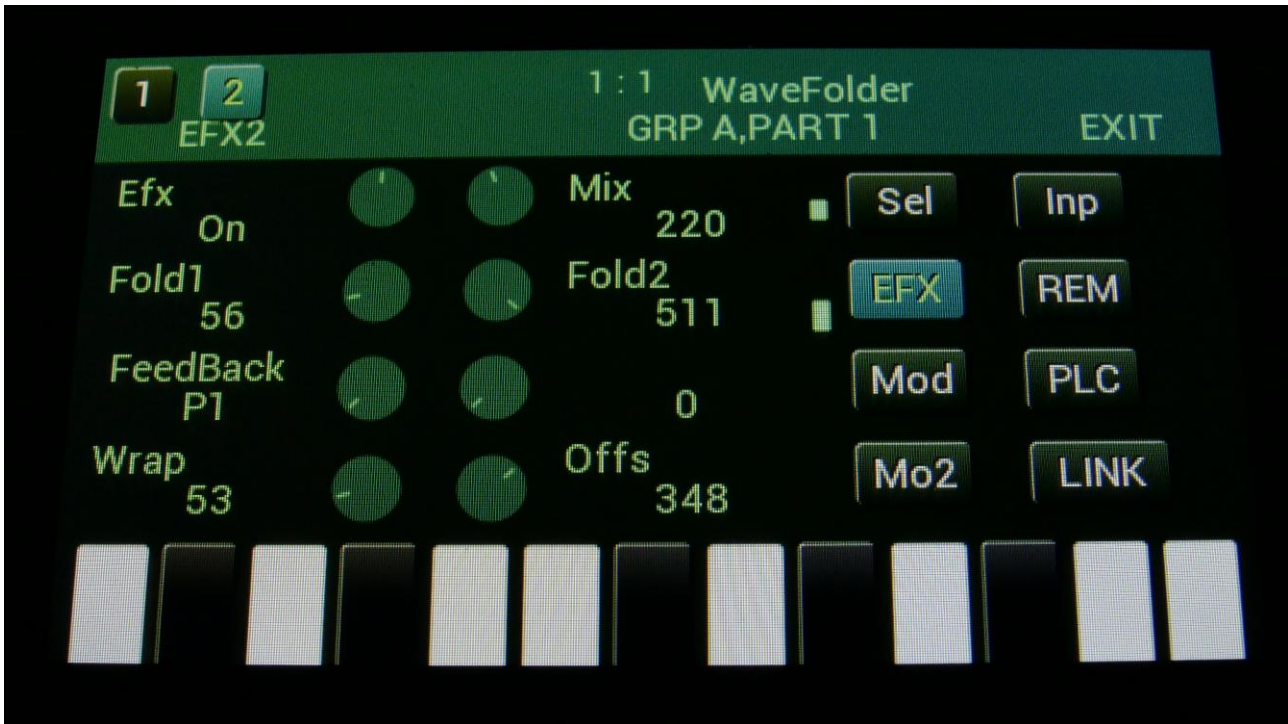 1 2 1 : 1 WaveFolder
EFX2 GRP A,PART 1 EXIT
Efx Mix Sel Inp
On 220
Fold1 Fold2 EFX REM
56 511
FeedBack Mod PLC
P1 0
Wrap Offs Mo2 LINK
53 348